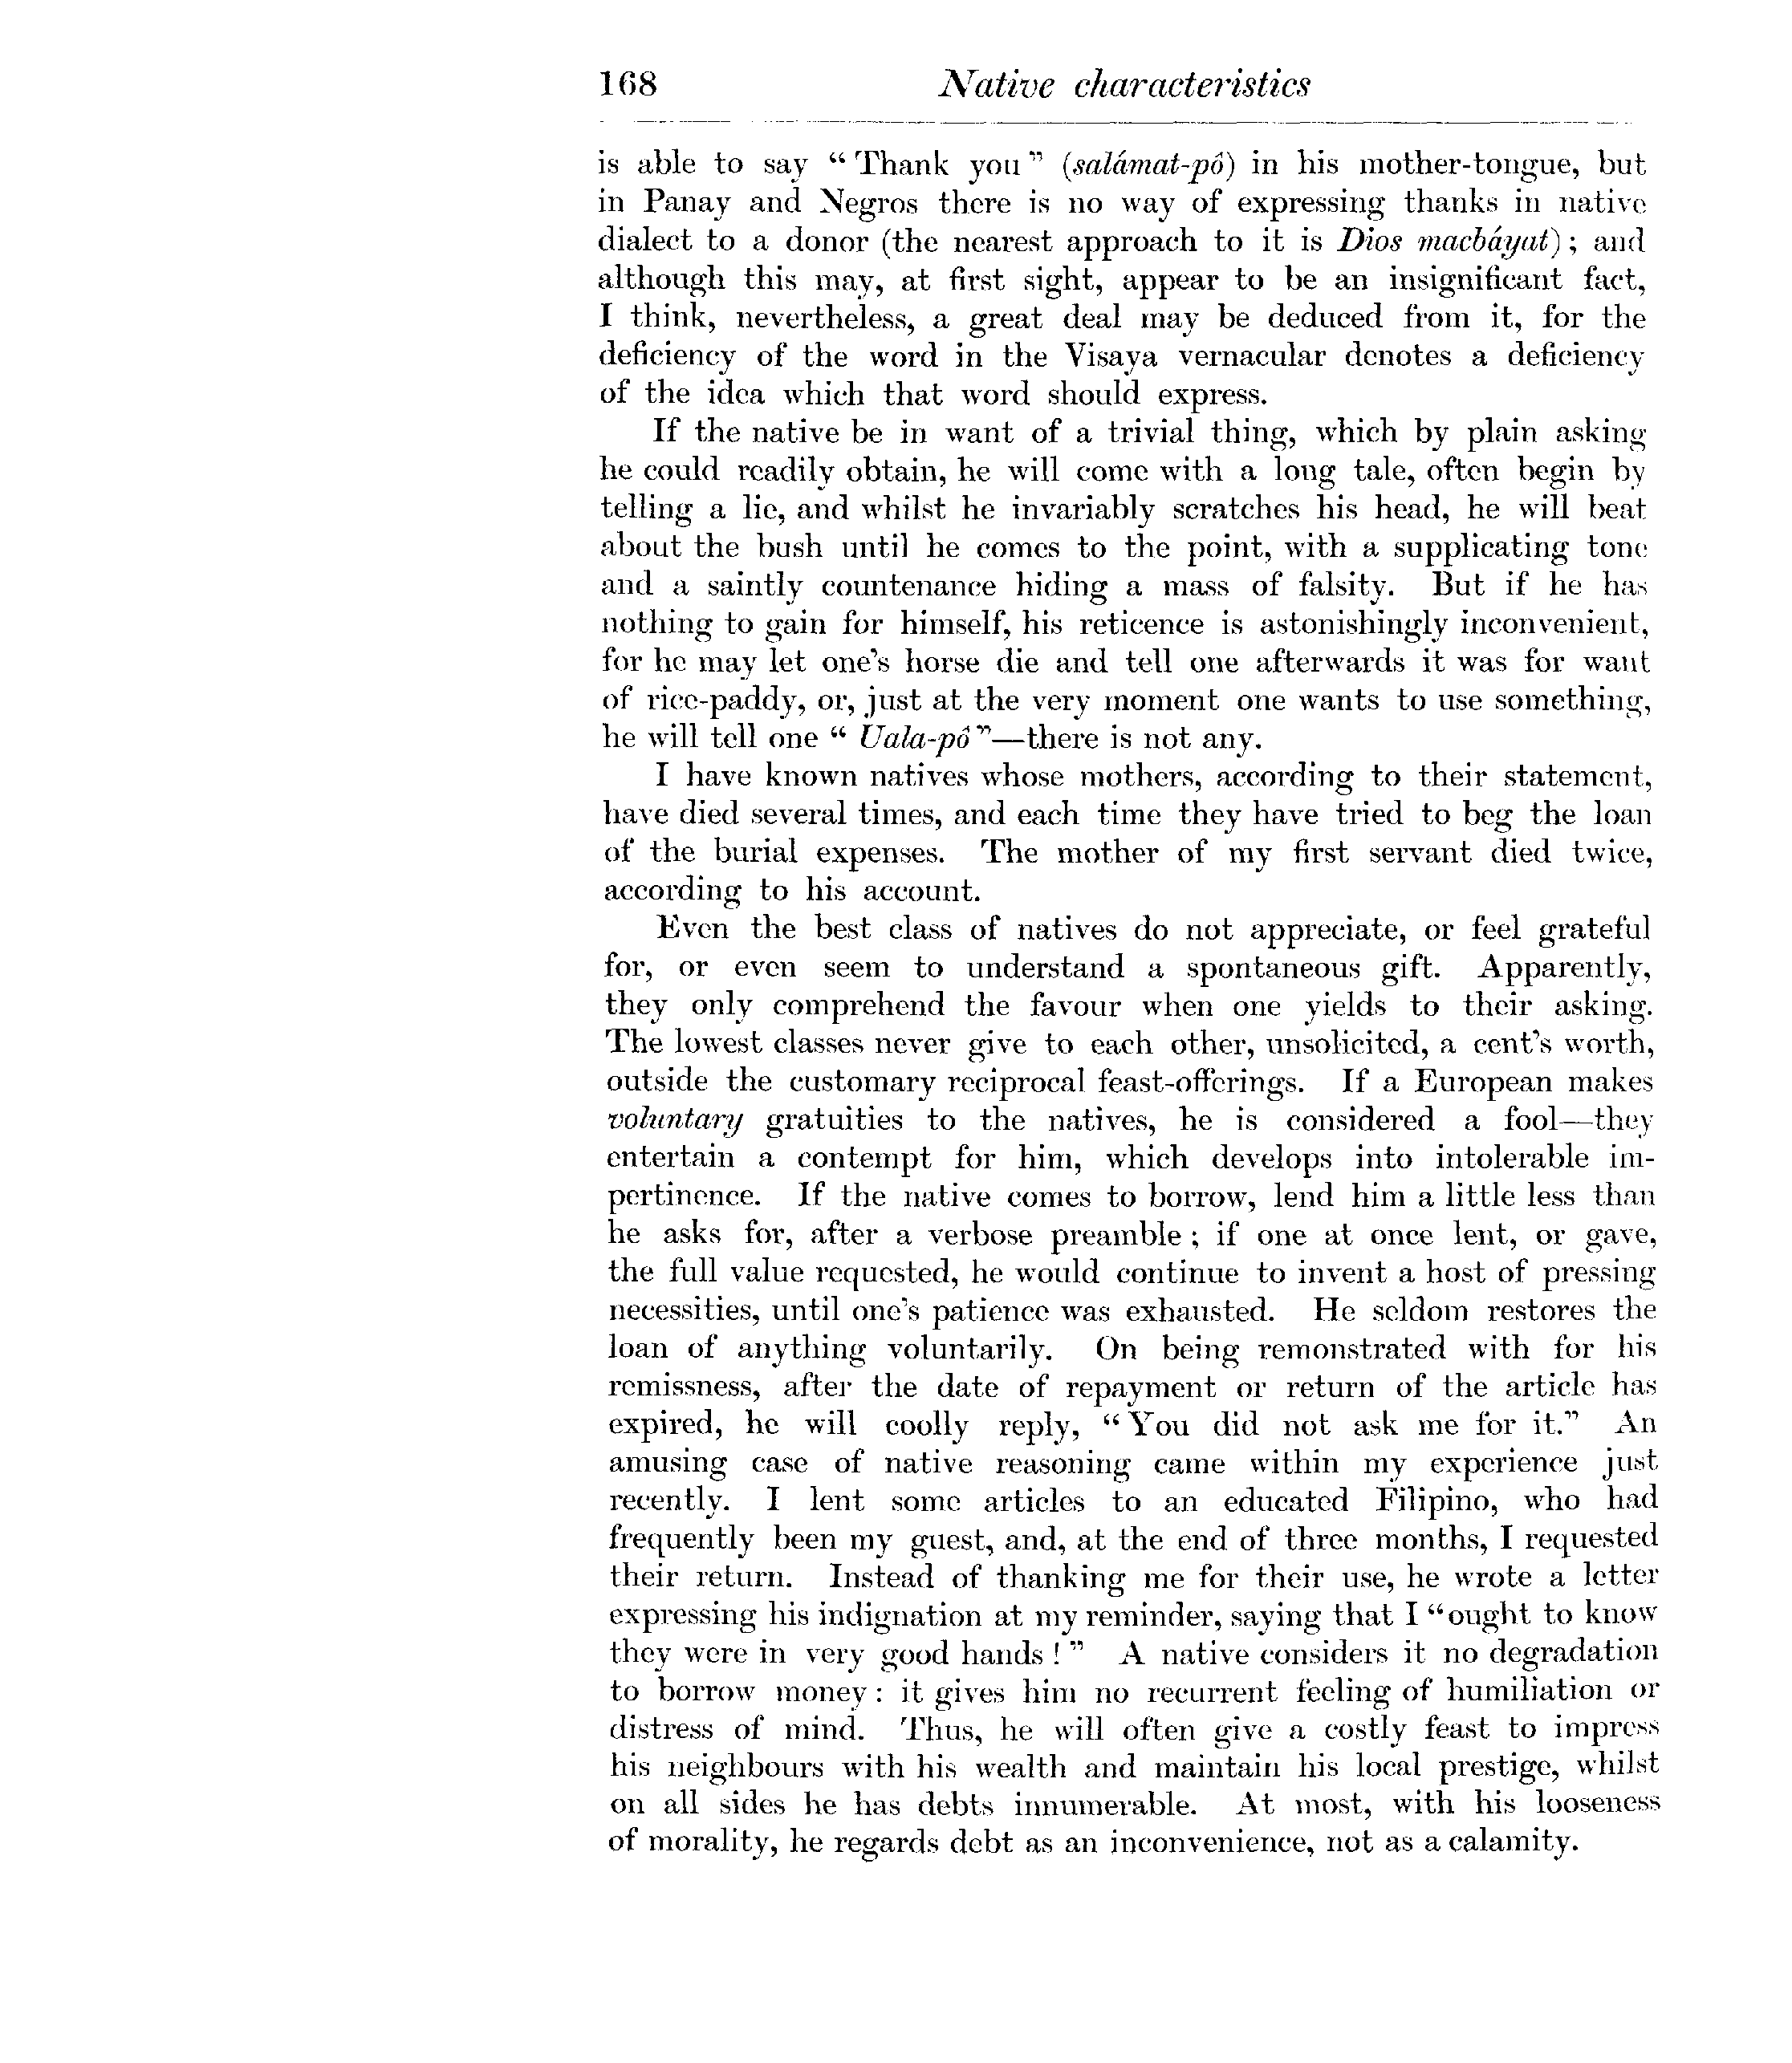 168 Native characteristics
is able to say “Thank you” (salámat-pô) in his mother-tongue, but
in Panay and Negros there is no way of expressing thanks in native
dialect to a donor (the nearest approach to it is Dios macbáyat); and
although this may, at first sight, appear to be an insignificant fact,
I think, nevertheless, a great deal may be deduced from it, for the
deficiency of the word in the Visaya vernacular denotes a deficiency
of the idea which that word should express.
If the native be in want of a trivial thing, which by plain asking
he could readily obtain, he will come with a long tale, often begin by
telling a lie, and whilst he invariably scratches his head, he will beat
about the bush until he comes to the point, with a supplicating tone
and a saintly countenance hiding a mass of falsity. But if he has
nothing to gain for himself, his reticence is astonishingly inconvenient,
for he may let one’s horse die and tell one afterwards it was for want
of rice-paddy, or, just at the very moment one wants to use something,
he will tell one “Uala-pô”—there is not any.
I have known natives whose mothers, according to their statement,
have died several times, and each time they have tried to beg the loan
of the burial expenses. The mother of my first servant died twice,
according to his account.
Even the best class of natives do not appreciate, or feel grateful
for, or even seem to understand a spontaneous gift. Apparently,
they only comprehend the favour when one yields to their asking.
The lowest classes never give to each other, unsolicited, a cent’s worth,
outside the customary reciprocal feast-offerings. If a European makes
voluntary gratuities to the natives, he is considered a fool—they
entertain a contempt for him, which develops into intolerable im-
pertinence. If the native comes to borrow, lend him a little less than
he asks for, after a verbose preamble; if one at once lent, or gave,
the full value requested, he would continue to invent a host of pressing
necessities, until one’s patience was exhausted. He seldom restores the
loan of anything voluntarily. On being remonstrated with for his
remissness, after the date of repayment or return of the article has
expired, he will coolly reply, “You did not ask me for it.” An
amusing case of native reasoning came within my experience just
recently. I lent some articles to an educated Filipino, who had
frequently been my guest, and, at the end of three months, I requested
their return. Instead of thanking me for their use, he wrote a letter
expressing his indignation at my reminder, saying that I “ought to know
they were in very good hands!” A native considers it no degradation
to borrow money: it gives him no recurrent feeling of humiliation or
distress of mind. Thus, he will often give a costly feast to impress
his neighbours with his wealth and maintain his local prestige, whilst
on all sides he has debts innumerable. At most, with his looseness
of morality, he regards debt as an inconvenience, not as a calamity.